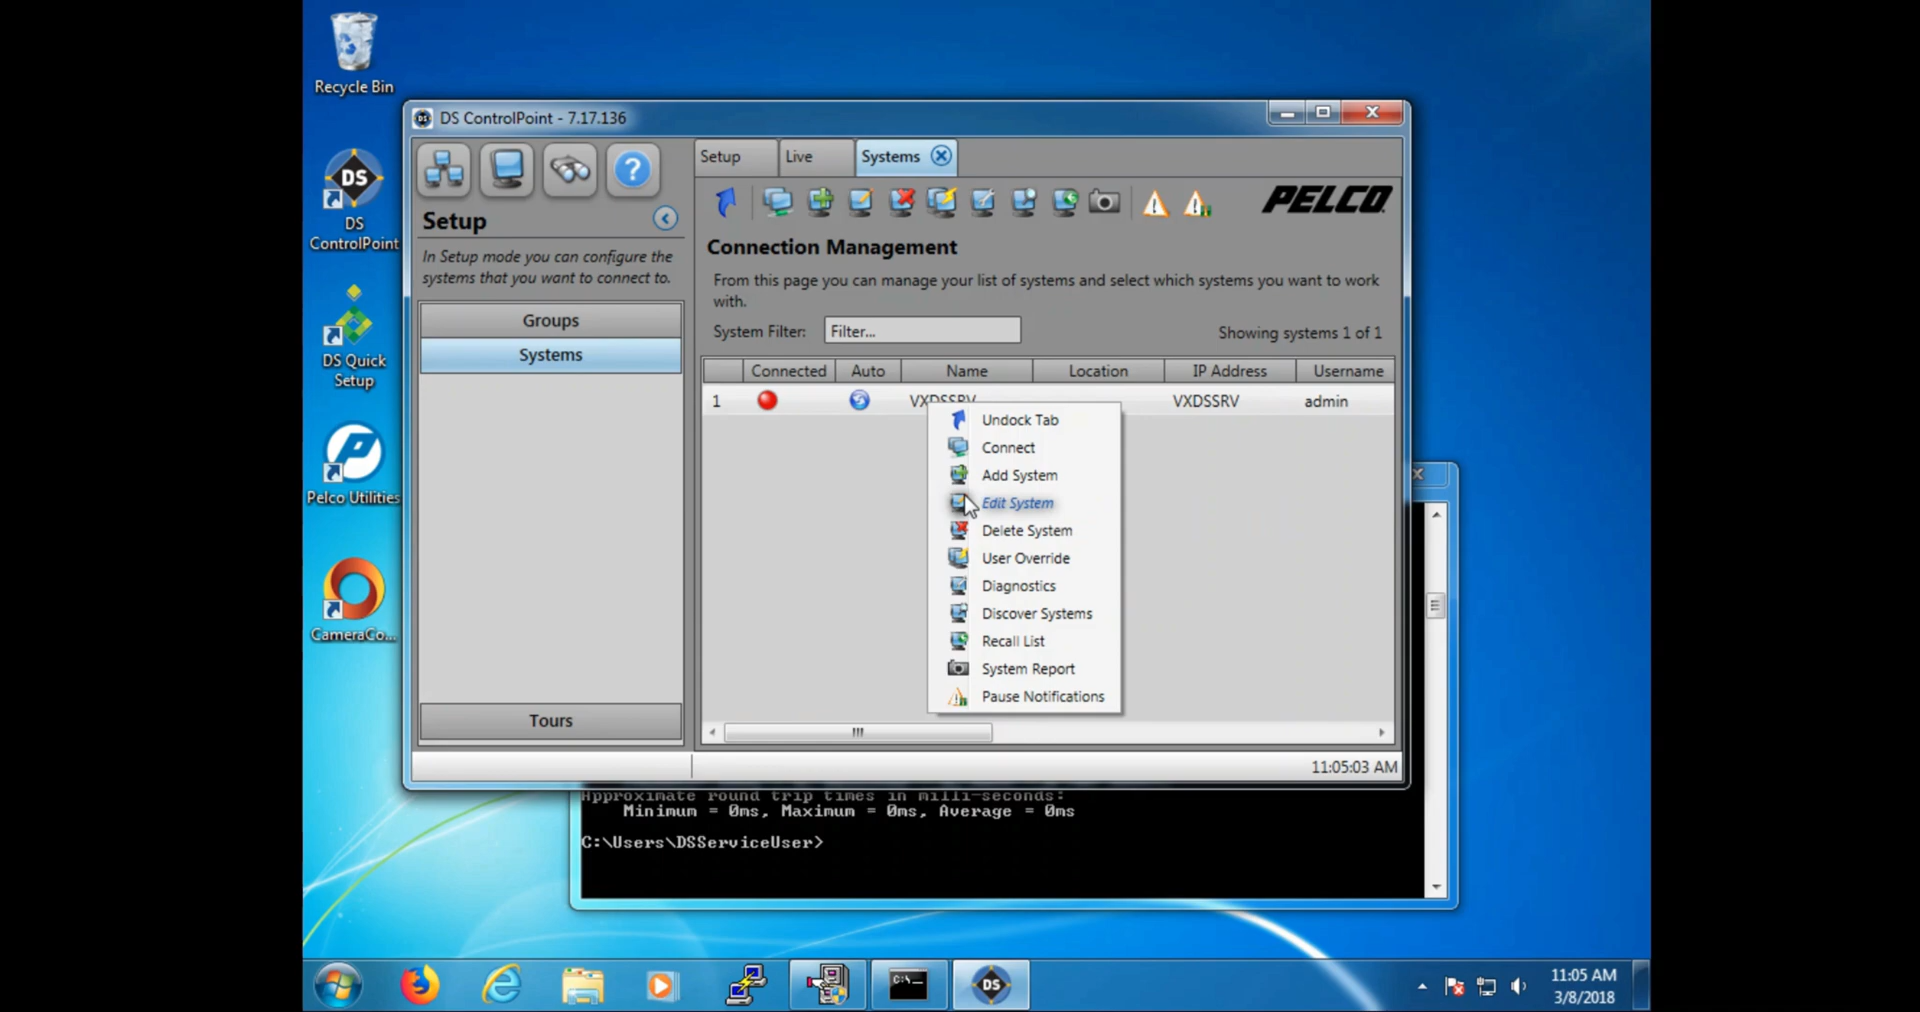 Recycle Bin
DS
DS
ControlPoint
DS Quick
Setup
Pelco Utilities
CameraCo...
DS ControlPoint - 7.17.136
Setup
In Setup mode you can configure the
systems that you want to connect to.
Groups
Systems
Tours
Setup
Live
Systems
PELCO
Connection Management
From this page you can manage your list of systems and select which systems you want to work
with.
System Filter:
Filter...
Showing systems 1 of 1
Connected Auto Name Location IP Address Username
1 VXDSSRV VXDSSRV admin
Undock Tab
Connect
Add System
Edit System
Delete System
User Override
Diagnostics
Discover Systems
Recall List
System Report
Pause Notifications
11:05:03 AM
Approximate round trip times in milli-seconds:
Minimum = 0ms, Maximum = 0ms, Average = 0ms
C:\Users\DSServiceUser>
C:\_
DS
11:05 AM
3/8/2018